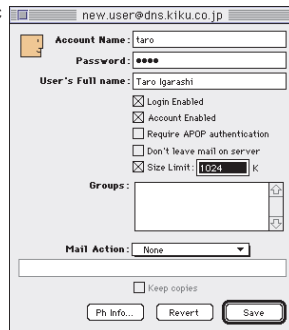 new.user@dns.kiku.co.jp
Account Name: taro
Password: ●●●●
User's Full name: Taro Igarashi
Login Enabled
Account Enabled
Require APOP authentication
Don't leave mail on server
Size Limit: 1024 K
Groups:
Mail Action: None
Keep copies
Ph Info... Revert Save